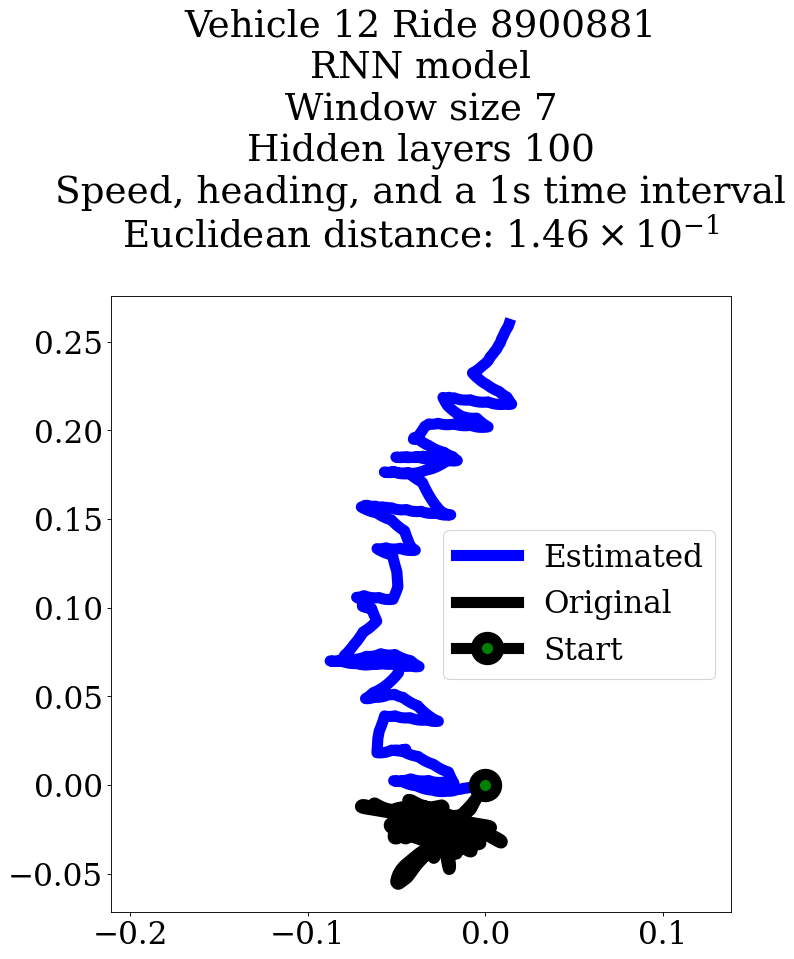 Vehicle 12 Ride 8900881
RNN model
Window size 7
Hidden layers 100
Speed, heading, and a 1s time interval
Euclidean distance: 1.46 × 10⁻¹
0.25
0.20
0.15
0.10
0.05
0.00
−0.05
Estimated
Original
Start
−0.2
−0.1
0.0
0.1